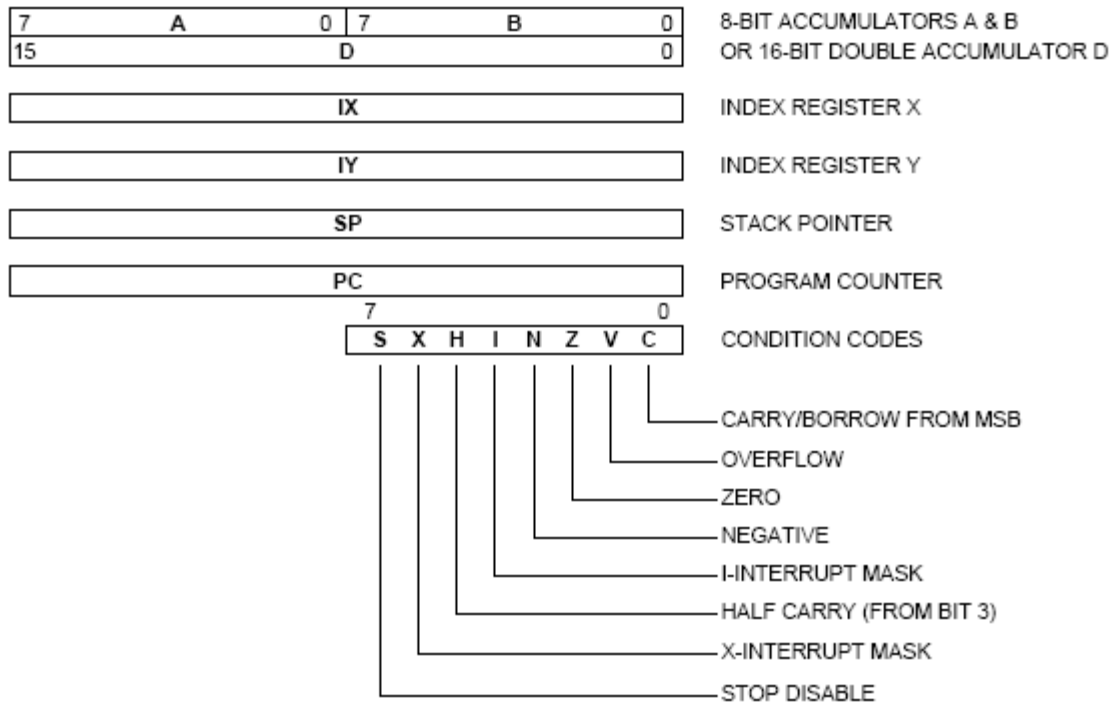 7 A 0 7 B 0 8-BIT ACCUMULATORS A & B
15 D 0 OR 16-BIT DOUBLE ACCUMULATOR D
IX INDEX REGISTER X
IY INDEX REGISTER Y
SP STACK POINTER
PC PROGRAM COUNTER
7 0
S X H I N Z V C CONDITION CODES
CARRY/BORROW FROM MSB
OVERFLOW
ZERO
NEGATIVE
I-INTERRUPT MASK
HALF CARRY (FROM BIT 3)
X-INTERRUPT MASK
STOP DISABLE